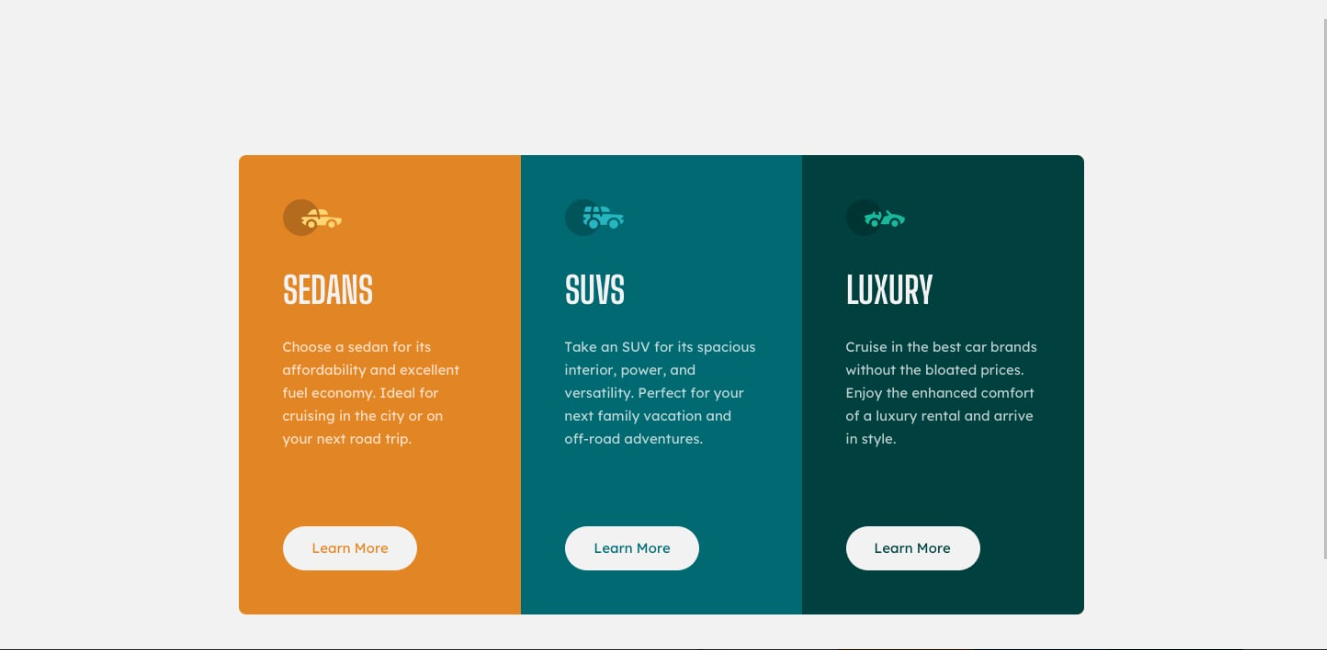 SEDANS
Choose a sedan for its
affordability and excellent
fuel economy. Ideal for
cruising in the city or on
your next road trip.
Learn More
SUVS
Take an SUV for its spacious
interior, power, and
versatility. Perfect for your
next family vacation and
off-road adventures.
Learn More
LUXURY
Cruise in the best car brands
without the bloated prices.
Enjoy the enhanced comfort
of a luxury rental and arrive
in style.
Learn More